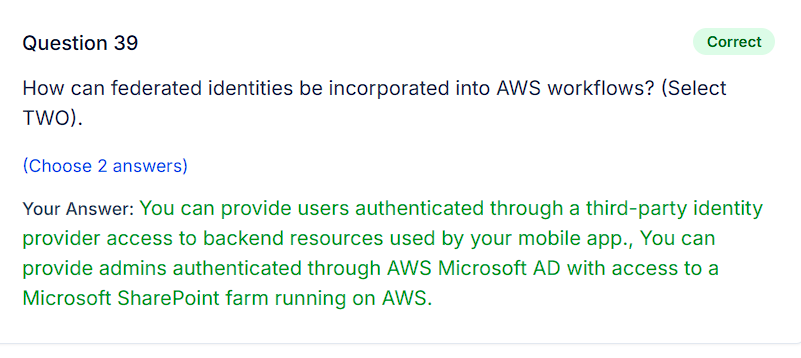 Question 39
Correct
How can federated identities be incorporated into AWS workflows? (Select
TWO).
(Choose 2 answers)
Your Answer: You can provide users authenticated through a third-party identity
provider access to backend resources used by your mobile app., You can
provide admins authenticated through AWS Microsoft AD with access to a
Microsoft SharePoint farm running on AWS.